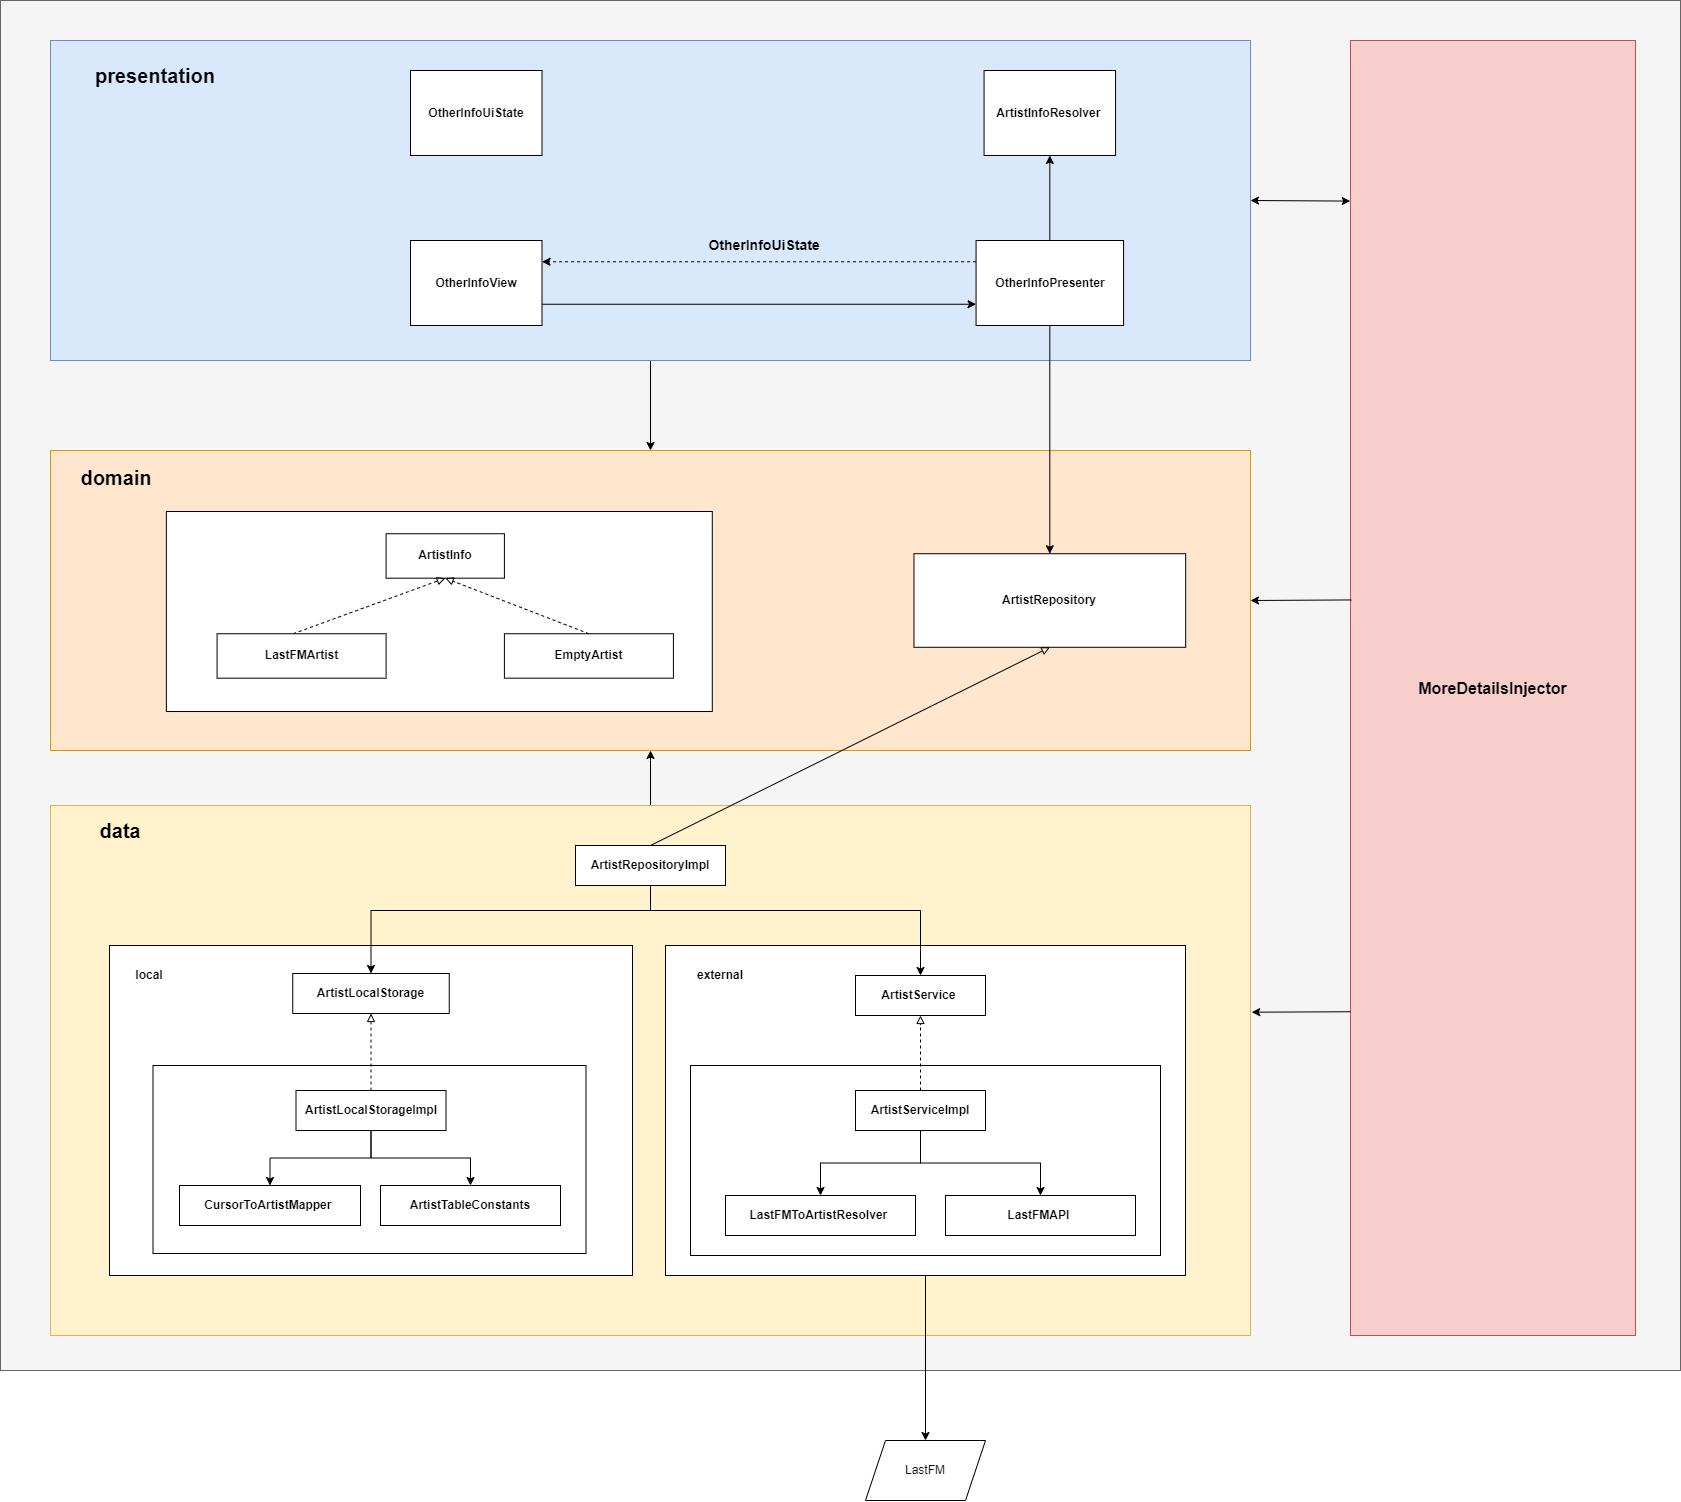 presentation
OtherInfoUiState
ArtistInfoResolver
OtherInfoUiState
OtherInfoView
OtherInfoPresenter
domain
ArtistInfo
ArtistRepository
LastFMArtist
EmptyArtist
MoreDetailsInjector
data
ArtistRepositoryImpl
local
external
ArtistLocalStorage
ArtistService
ArtistLocalStorageImpl
ArtistServiceImpl
CursorToArtistMapper
ArtistTableConstants
LastFMToArtistResolver
LastFMAPI
LastFM